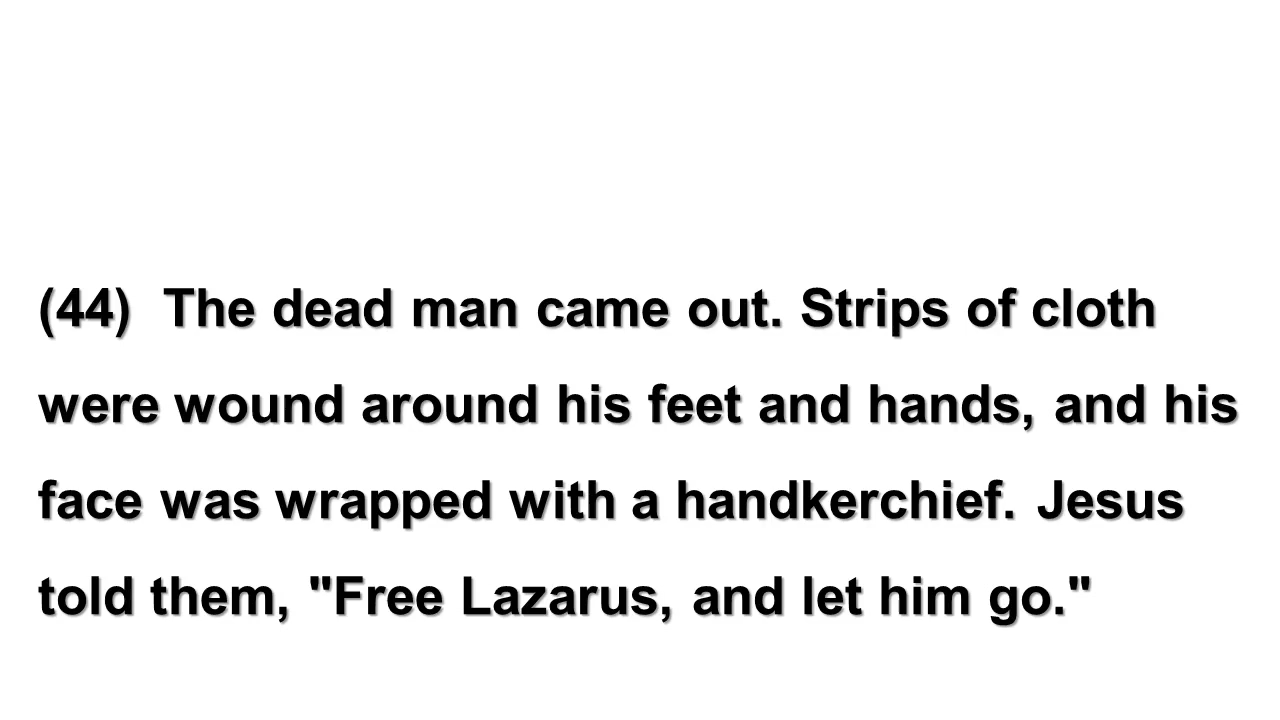 (44)  The dead man came out. Strips of cloth
were wound around his feet and hands, and his
face was wrapped with a handkerchief. Jesus
told them, "Free Lazarus, and let him go."